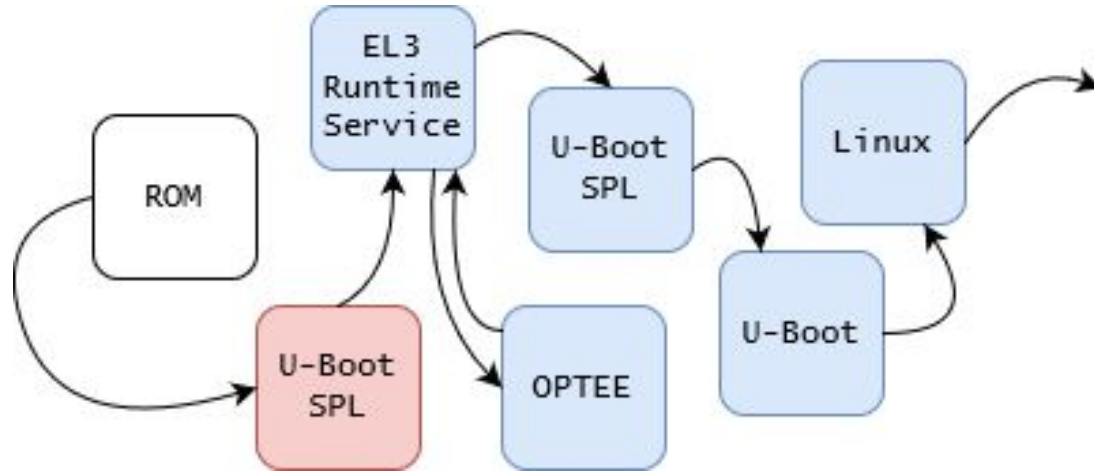 ROM
U-Boot
SPL
EL3
Runtime
Service
OPTEE
U-Boot
SPL
U-Boot
Linux